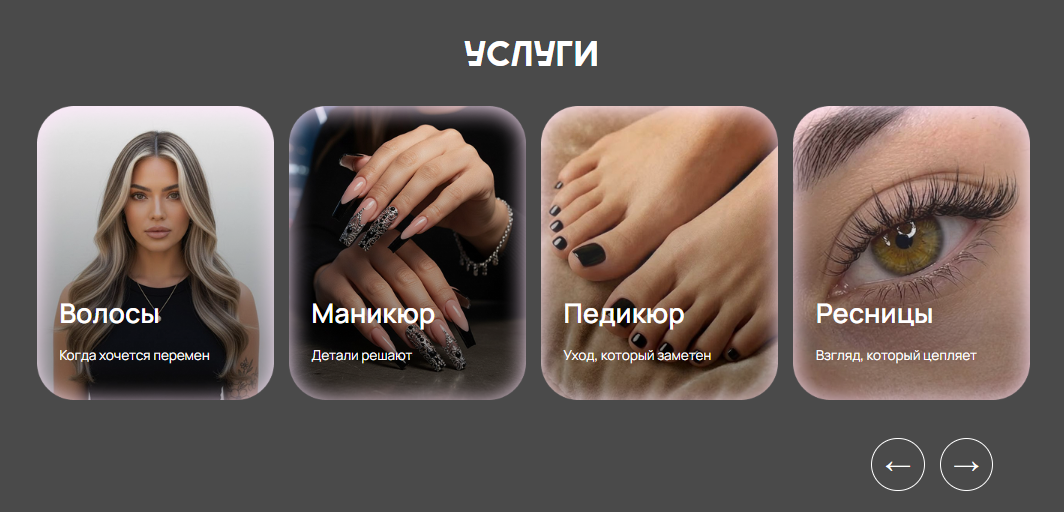 УСЛУГИ
Волосы
Когда хочется перемен
Маникюр
Детали решают
Педикюр
Уход, который заметен
Ресницы
Взгляд, который цепляет